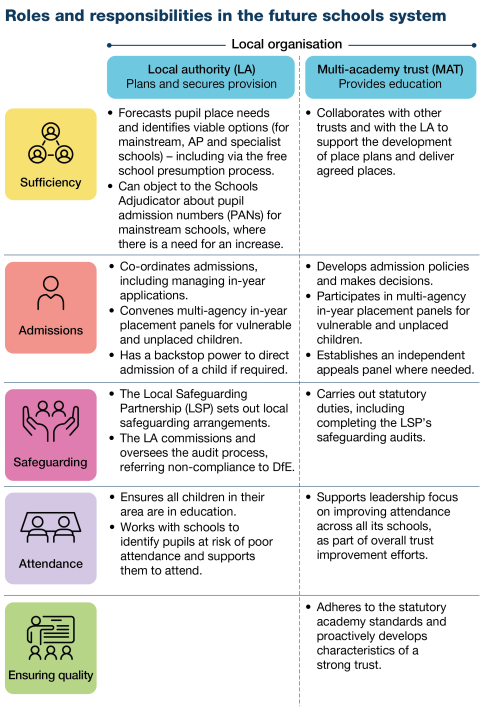 Roles and responsibilities in the future schools system
Local organisation
Local authority (LA)
Plans and secures provision
Multi-academy trust (MAT)
Provides education
Sufficiency
• Forecasts pupil place needs
and identifies viable options (for
mainstream, AP and specialist
schools) – including via the free
school presumption process.
• Can object to the Schools
Adjudicator about pupil
admission numbers (PANs) for
mainstream schools, where
there is a need for an increase.
• Collaborates with other
trusts and with the LA to
support the development
of place plans and deliver
agreed places.
Admissions
• Co-ordinates admissions,
including managing in-year
applications.
• Convenes multi-agency in-year
placement panels for vulnerable
and unplaced children.
• Has a backstop power to direct
admission of a child if required.
• Develops admission policies
and makes decisions.
• Participates in multi-agency
in-year placement panels for
vulnerable and unplaced
children.
• Establishes an independent
appeals panel where needed.
Safeguarding
• The Local Safeguarding
Partnership (LSP) sets out local
safeguarding arrangements.
• The LA commissions and
oversees the audit process,
referring non-compliance to DfE.
• Carries out statutory
duties, including
completing the LSP's
safeguarding audits.
Attendance
• Ensures all children in their
area are in education.
• Works with schools to
identify pupils at risk of poor
attendance and supports
them to attend.
• Supports leadership focus
on improving attendance
across all its schools,
as part of overall trust
improvement efforts.
Ensuring quality
• Adheres to the statutory
academy standards and
proactively develops
characteristics of a
strong trust.